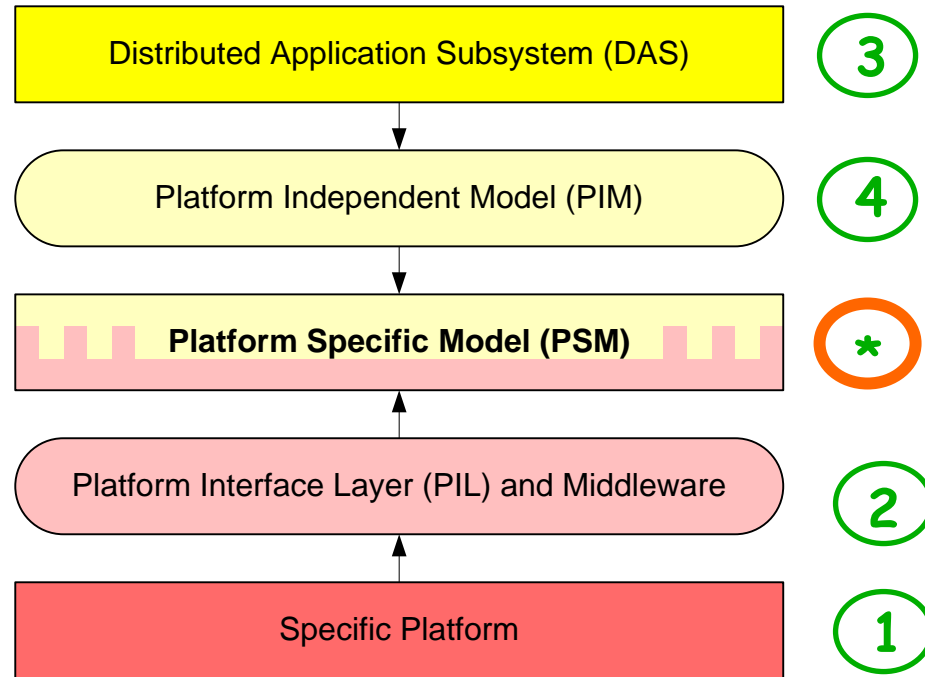 Distributed Application Subsystem (DAS) 3
Platform Independent Model (PIM) 4
Platform Specific Model (PSM) *
Platform Interface Layer (PIL) and Middleware 2
Specific Platform 1